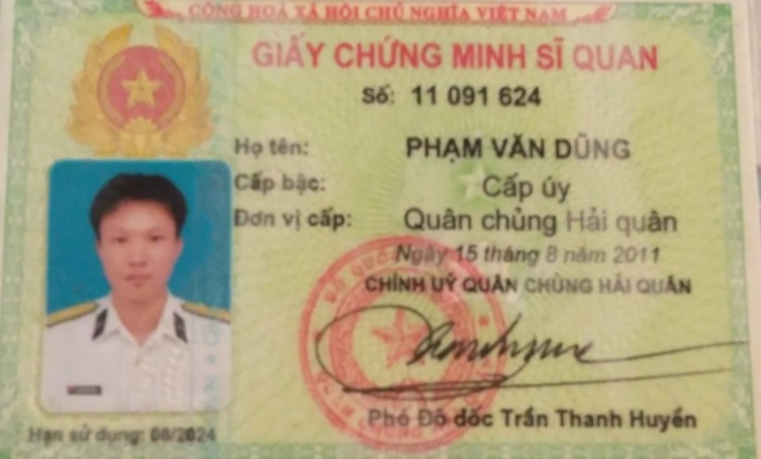 CỘNG HOÀ XÃ HỘI CHỦ NGHĨA VIỆT NAM
GIẤY CHỨNG MINH SĨ QUAN
Số: 11 091 624
Họ tên: PHẠM VĂN DŨNG
Cấp bậc: Cấp úy
Đơn vị cấp: Quân chủng Hải quân
Ngày 15 tháng 8 năm 2011
CHÍNH UỶ QUÂN CHỦNG HẢI QUÂN
Phó Đô đốc Trần Thanh Huyền
Hạn sử dụng: 08/2024